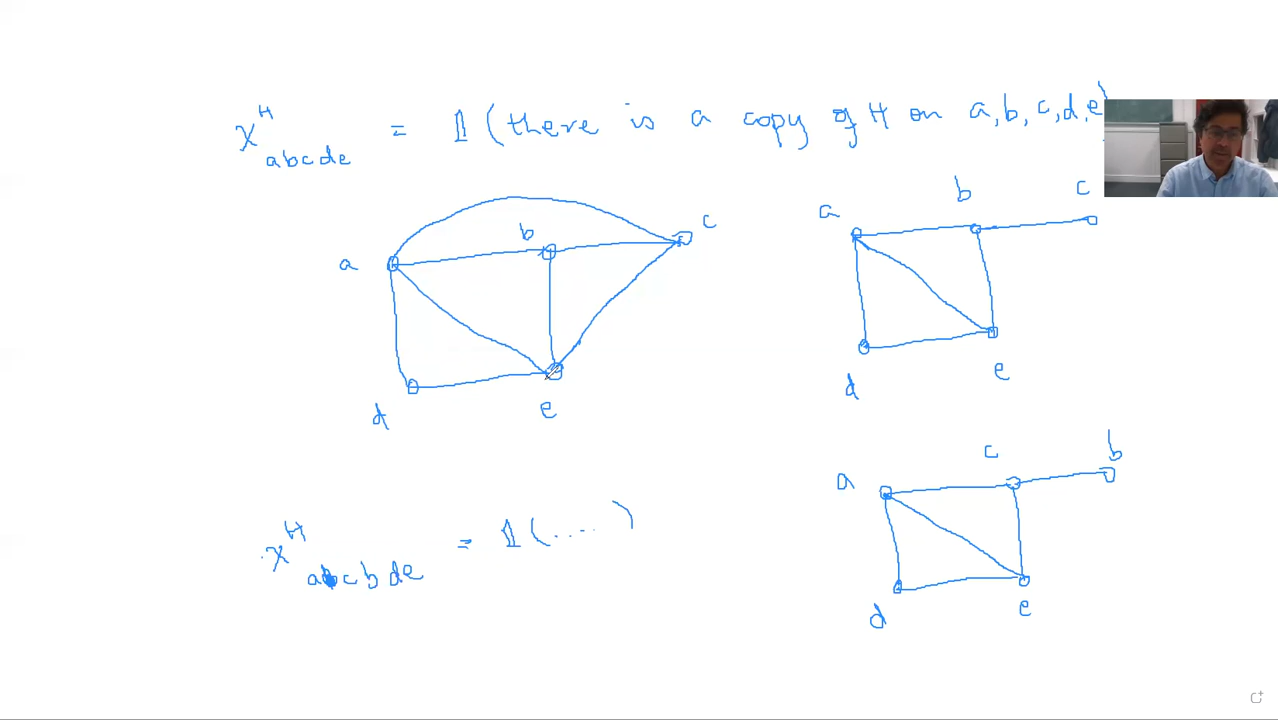 X^H_abcde = 𝟙 (there is a copy of H on a, b, c, d, e)
a b c
a b c
d e
d e
a c b
X^H_acbde = 𝟙 (....)
d e